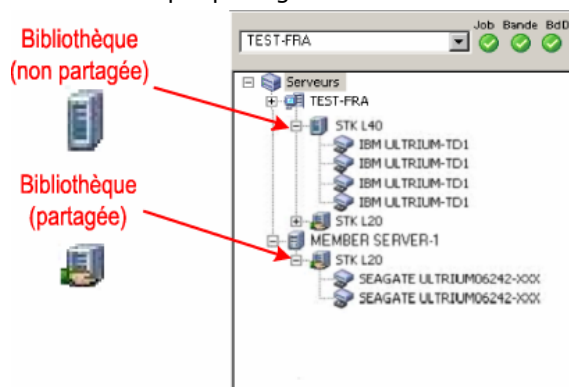 Bibliothèque
(non partagée)
Bibliothèque
(partagée)
Job Bande BdD
TEST-FRA
Serveurs
TEST-FRA
STK L40
IBM ULTRIUM-TD1
IBM ULTRIUM-TD1
IBM ULTRIUM-TD1
IBM ULTRIUM-TD1
STK L20
MEMBER SERVER-1
STK L20
SEAGATE ULTRIUM06242-XXX
SEAGATE ULTRIUM06242-XXX